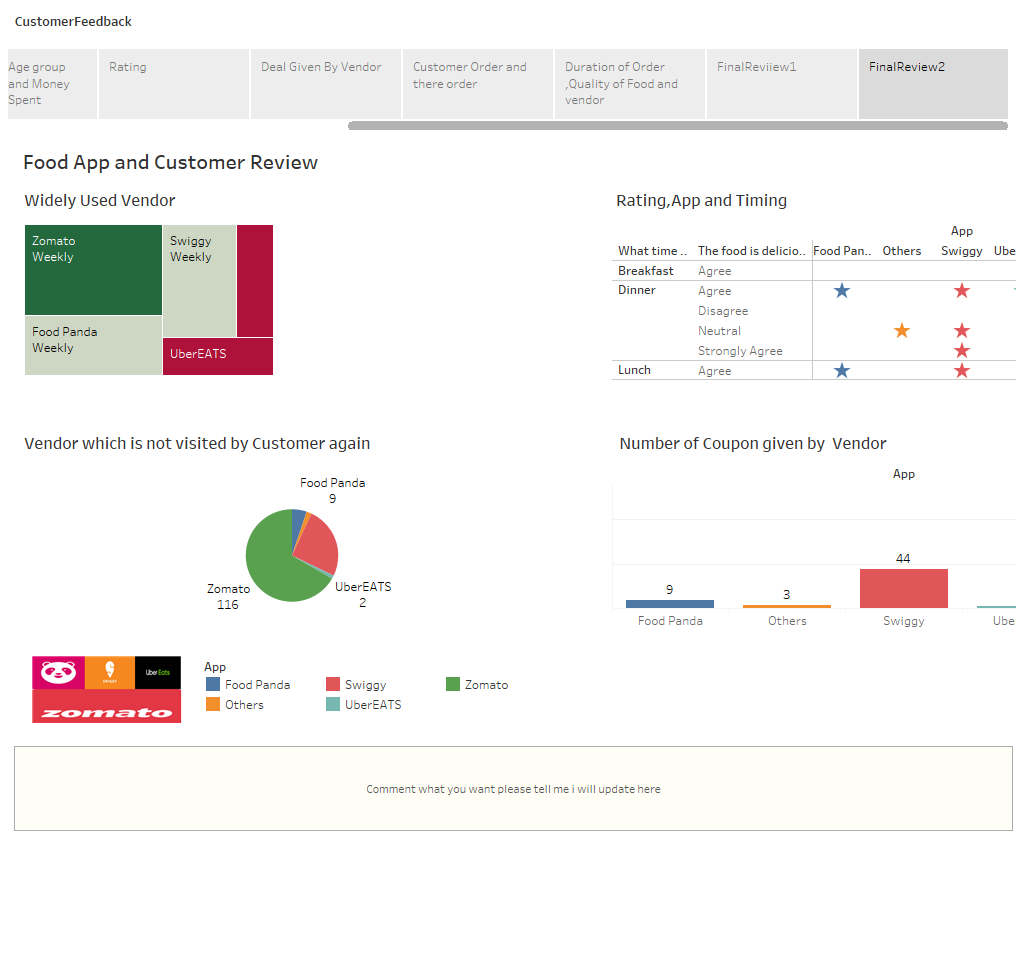 CustomerFeedback
Age group
and Money
Spent
Rating
Deal Given By Vendor
Customer Order and
there order
Duration of Order
,Quality of Food and
vendor
FinalReviiew1
FinalReview2
Food App and Customer Review
Widely Used Vendor
Zomato
Weekly
Swiggy
Weekly
Food Panda
Weekly
UberEATS
Rating,App and Timing
App
What time ..
The food is delicio..
Food Pan..
Others
Swiggy
Ube
Breakfast
Agree
Dinner
Agree
Disagree
Neutral
Strongly Agree
Lunch
Agree
Vendor which is not visited by Customer again
Food Panda
9
UberEATS
2
Zomato
116
Number of Coupon given by  Vendor
App
9
3
44
Food Panda
Others
Swiggy
Ube
Uber Eats
zomato
App
Food Panda
Swiggy
Zomato
Others
UberEATS
Comment what you want please tell me i will update here